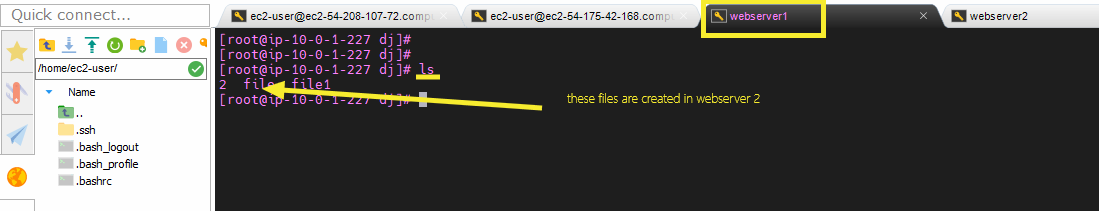 Quick connect...
ec2-user@ec2-54-208-107-72.compu
ec2-user@ec2-54-175-42-168.compu
webserver1
webserver2
/home/ec2-user/
Name
..
.ssh
.bash_logout
.bash_profile
.bashrc
[root@ip-10-0-1-227 dj]#
[root@ip-10-0-1-227 dj]#
[root@ip-10-0-1-227 dj]# ls
2 file file1
[root@ip-10-0-1-227 dj]#
these files are created in webserver 2